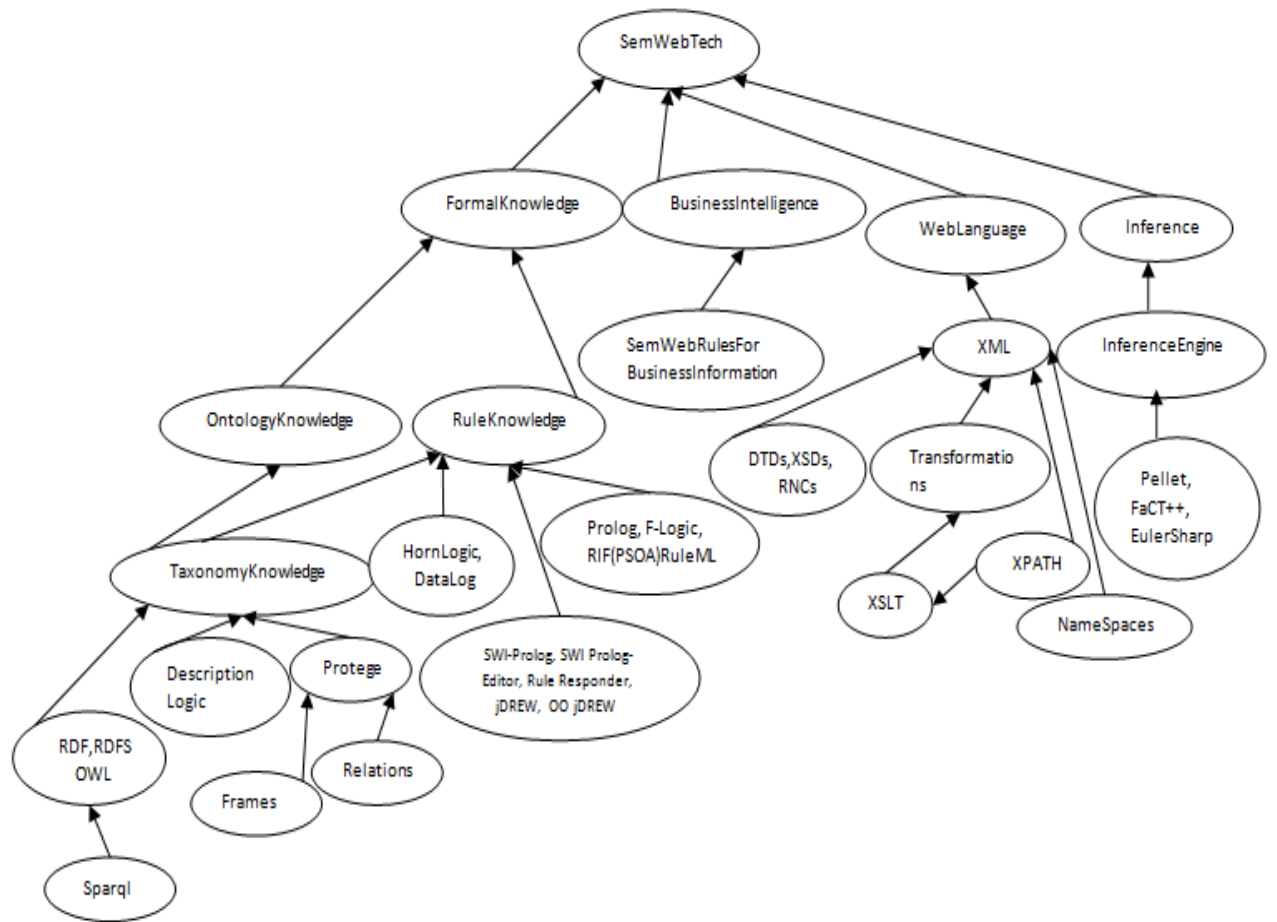 SemWebTech
FormalKnowledge
BusinessIntelligence
WebLanguage
Inference
SemWebRulesFor
BusinessInformation
XML
InferenceEngine
OntologyKnowledge
RuleKnowledge
DTDs,XSDs,
RNCs
Transformatio
ns
Pellet,
FaCT++,
EulerSharp
TaxonomyKnowledge
HornLogic,
DataLog
Prolog, F-Logic,
RIF(PSOA)RuleML
XPATH
XSLT
NameSpaces
Description
Logic
Protege
SWI-Prolog, SWI Prolog-
Editor, Rule Responder,
jDREW, OO jDREW
RDF,RDFS
OWL
Relations
Frames
Sparql